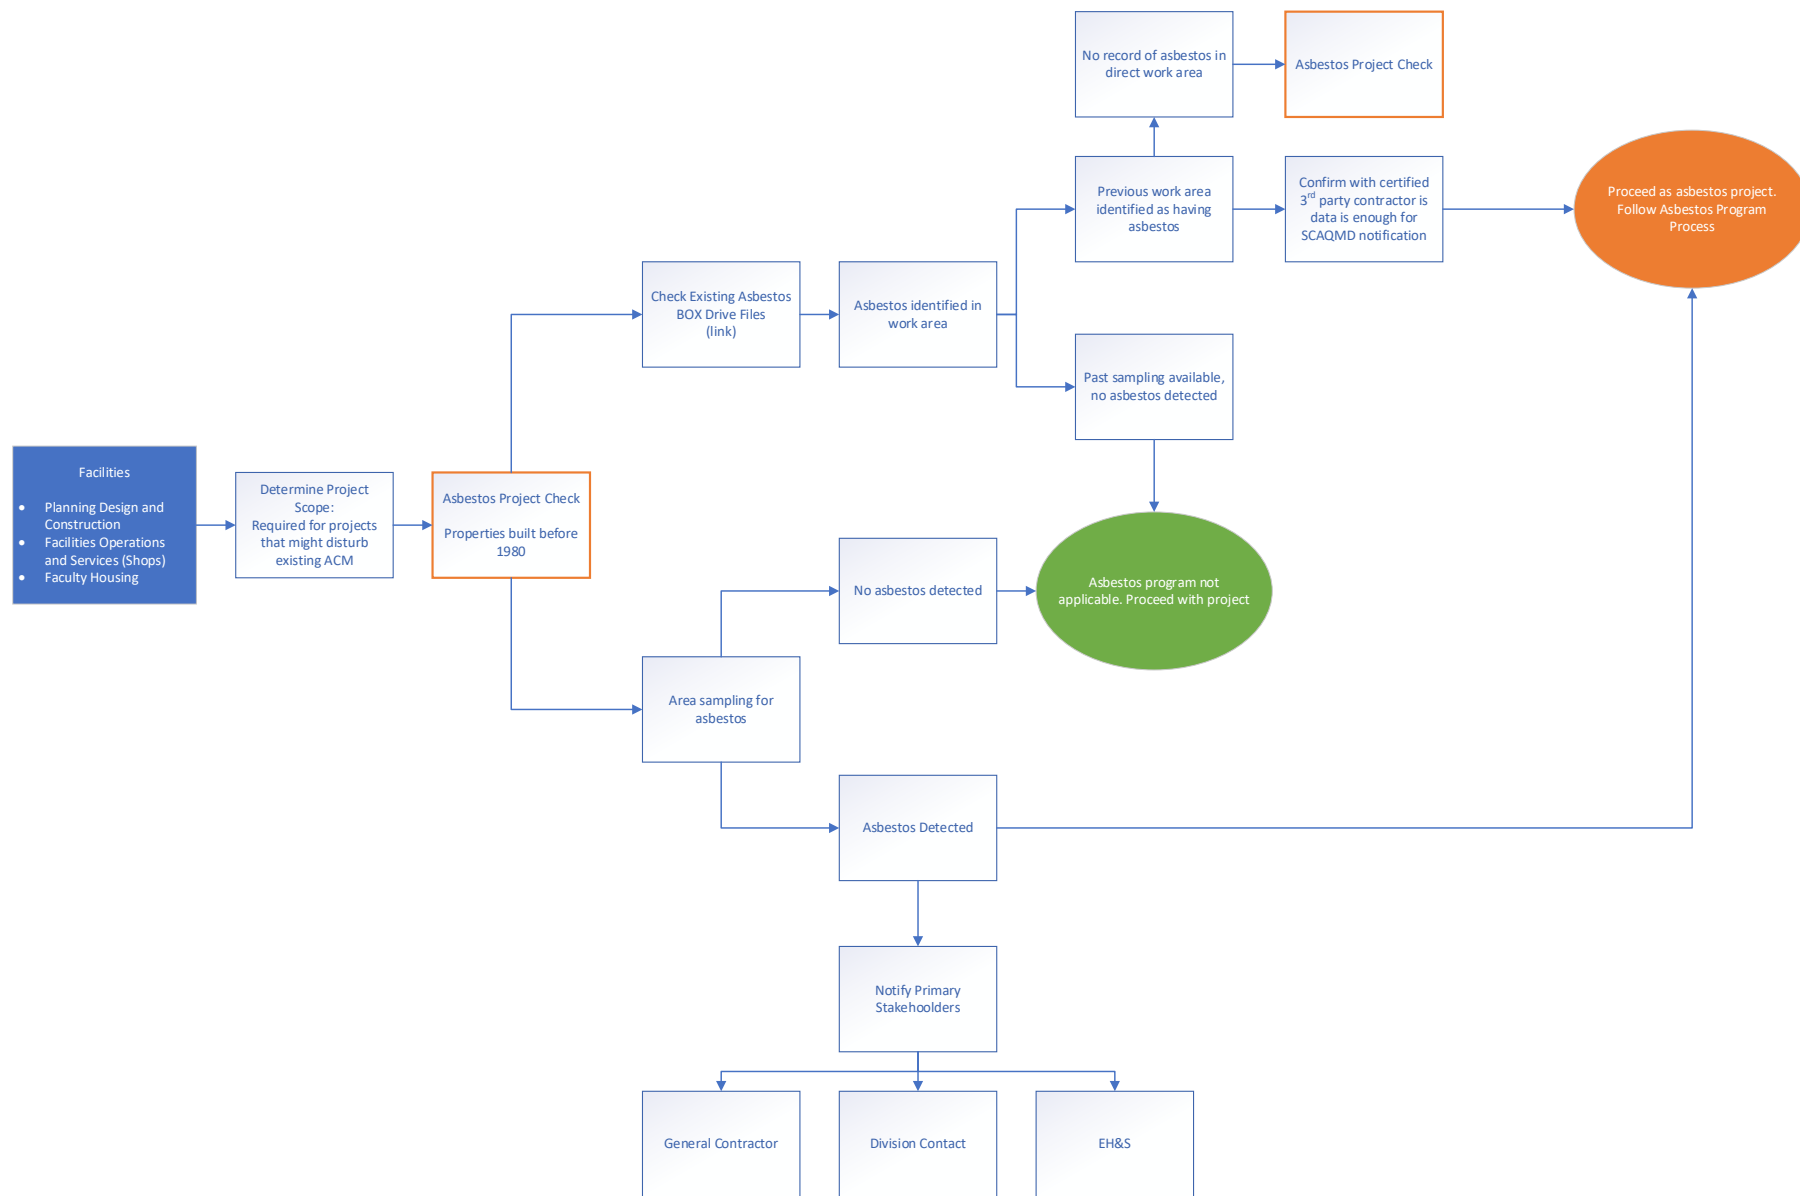 Facilities
• Planning Design and
Construction
• Facilities Operations
and Services (Shops)
• Faculty Housing
Determine Project
Scope:
Required for projects
that might disturb
existing ACM
Asbestos Project Check
Properties built before
1980
Check Existing Asbestos
BOX Drive Files
(link)
Asbestos identified in
work area
No record of asbestos in
direct work area
Asbestos Project Check
Previous work area
identified as having
asbestos
Confirm with certified
3rd party contractor is
data is enough for
SCAQMD notification
Proceed as asbestos project.
Follow Asbestos Program
Process
Past sampling available,
no asbestos detected
No asbestos detected
Asbestos program not
applicable. Proceed with project
Area sampling for
asbestos
Asbestos Detected
Notify Primary
Stakehoolders
General Contractor
Division Contact
EH&S